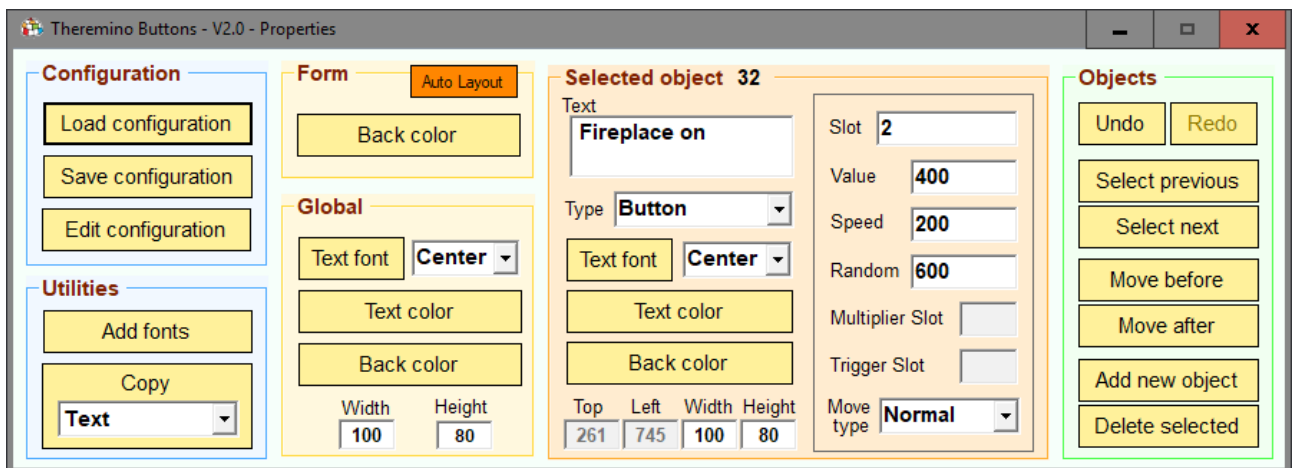 Theremino Buttons - V2.0 - Properties
x
Configuration
Load configuration
Save configuration
Edit configuration
Utilities
Add fonts
Copy
Text
Form
Auto Layout
Back color
Global
Text font
Center
Text color
Back color
Width Height
100 80
Selected object 32
Text
Fireplace on
Type Button
Text font
Center
Text color
Back color
Top Left Width Height
261 745 100 80
Slot 2
Value 400
Speed 200
Random 600
Multiplier Slot
Trigger Slot
Move
type
Normal
Objects
Undo Redo
Select previous
Select next
Move before
Move after
Add new object
Delete selected